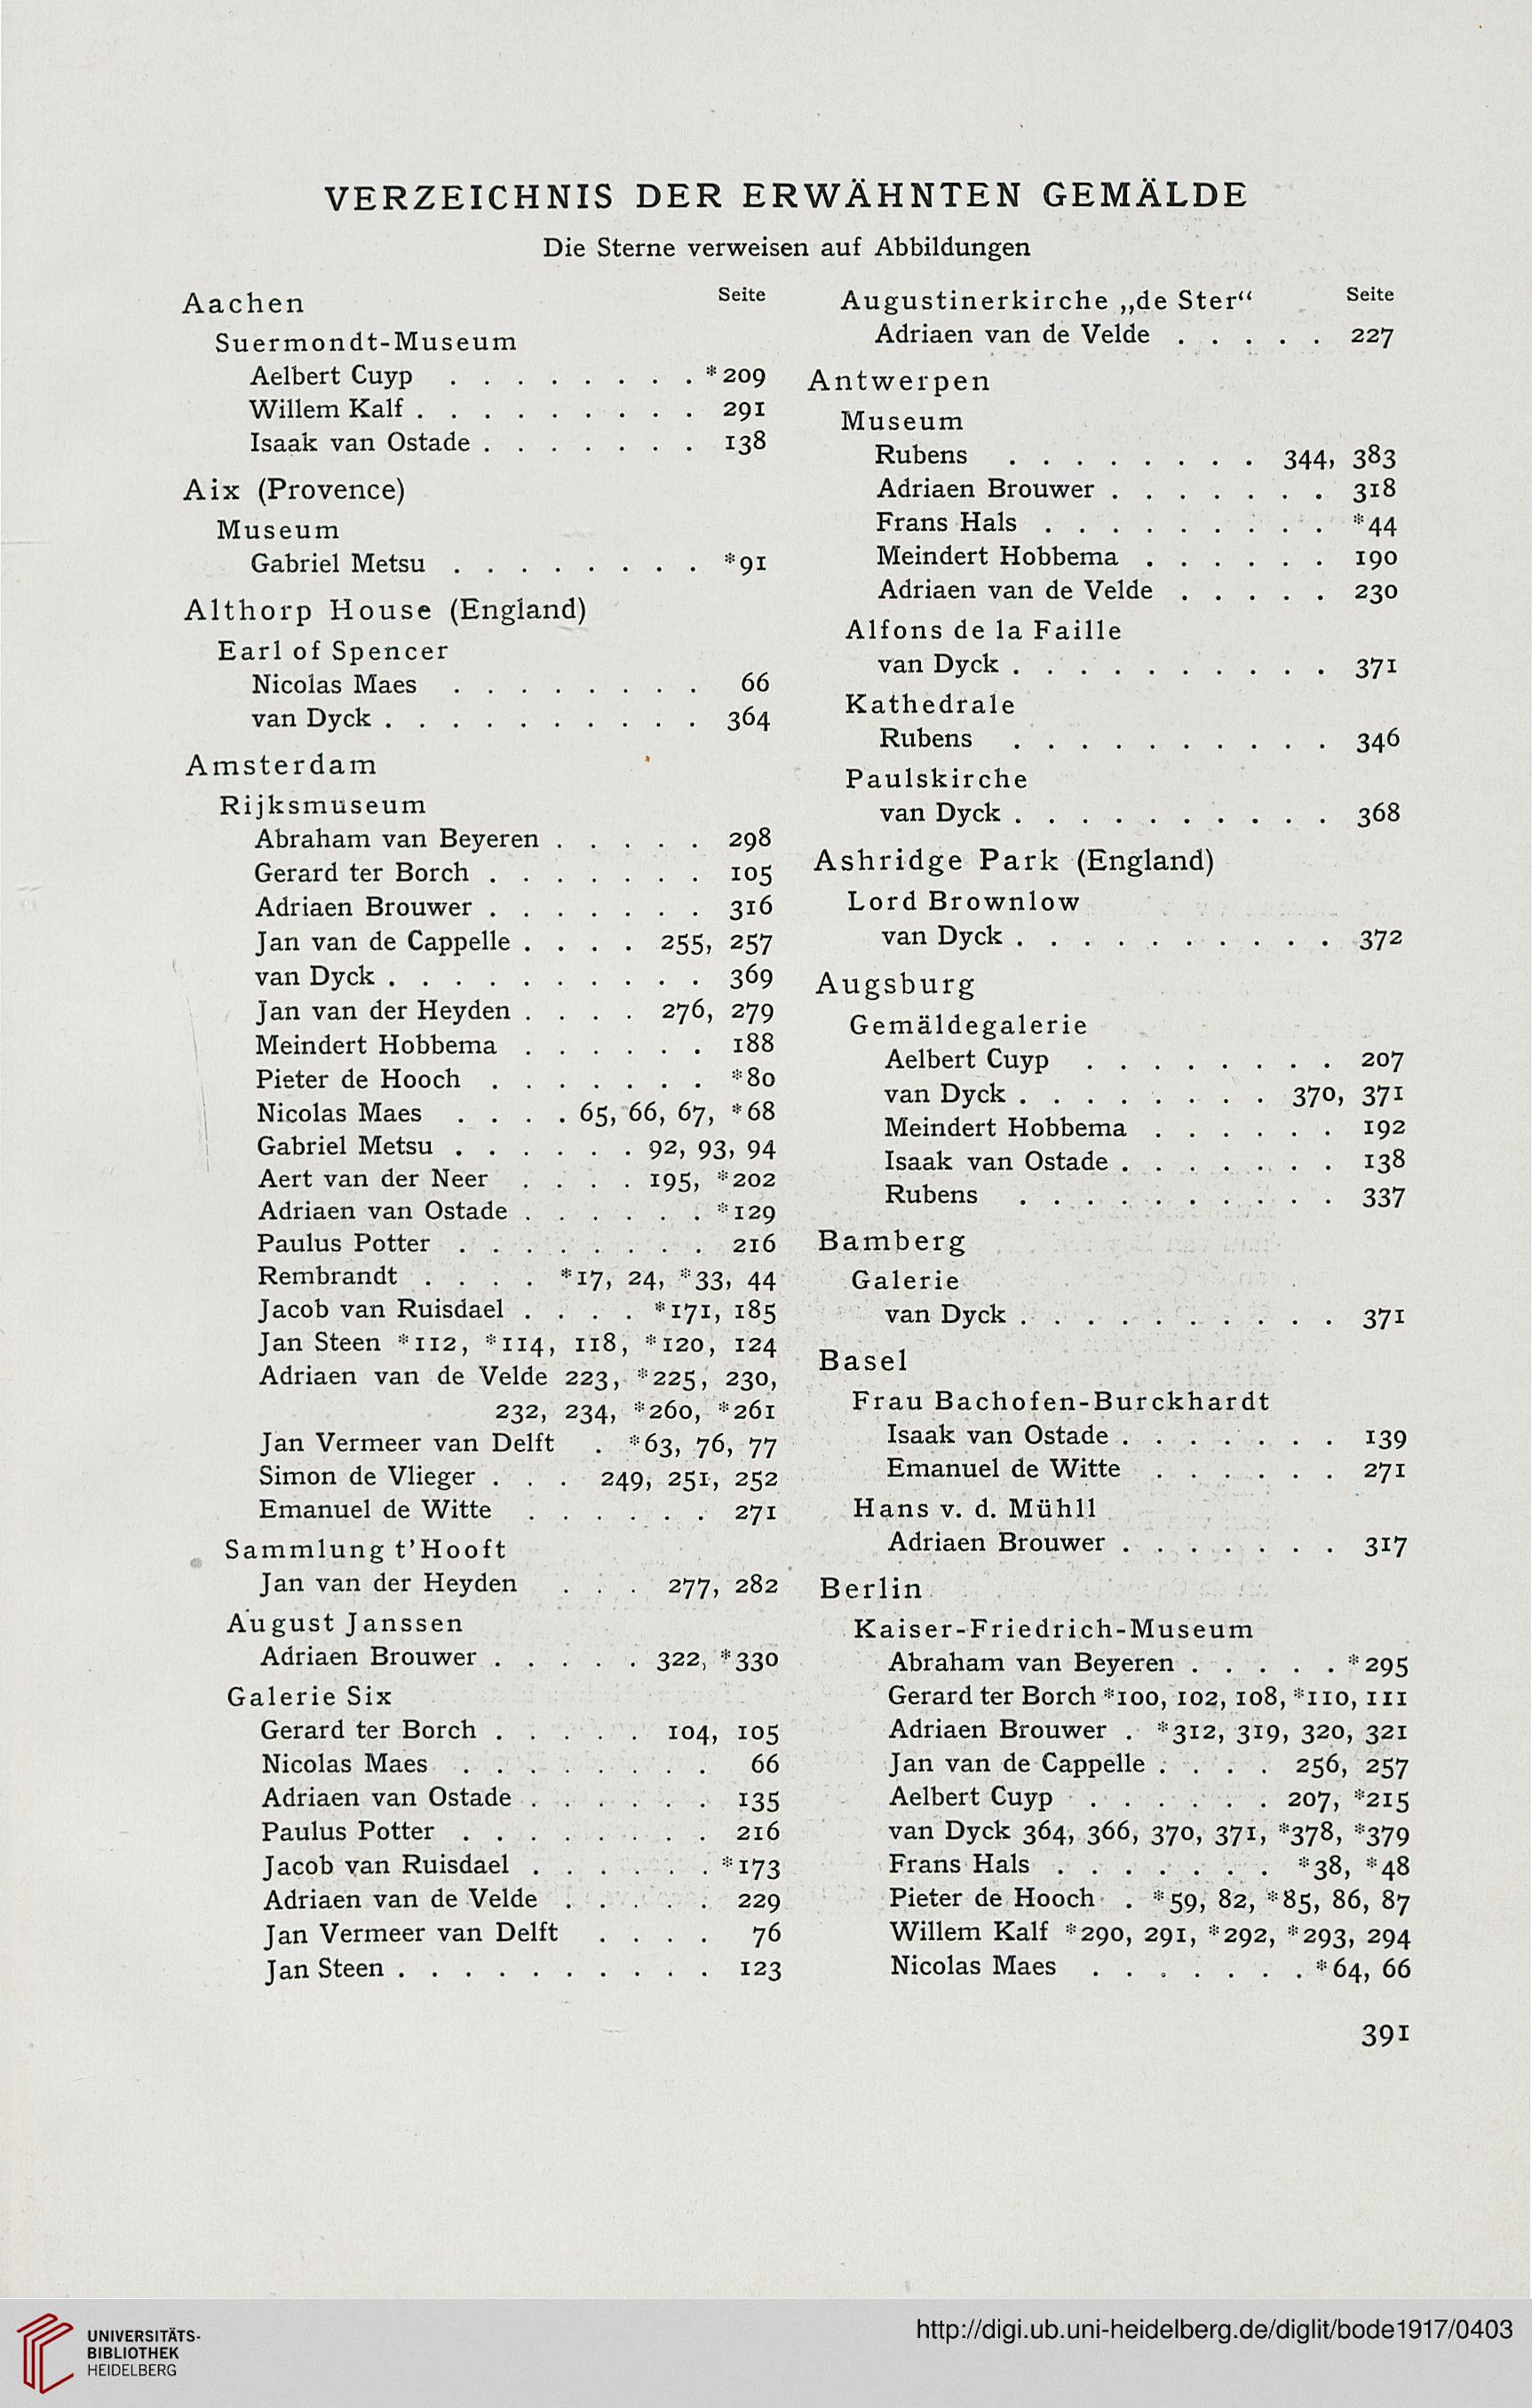 VERZEICHNIS DER ERWÄHNTEN GEMÄLDE
Die Sterne verweisen auf Abbildungen
Aachen Seite
Suermondt-Museum
Aelbert Cuyp . . . . . . . . *209
Willem Kalf . . . . . . . . . 291
Isaak van Ostade . . . . . . . 138
Aix (Provence)
Museum
Gabriel Metsu . . . . . . . . *91
Althorp House (England)
Earl of Spencer
Nicolas Maes . . . . . . . . 66
van Dyck . . . . . . . . . . 364
Amsterdam
Rijksmuseum
Abraham van Beyeren . . . . . 298
Gerard ter Borch . . . . . . . 105
Adriaen Brouwer . . . . . . . 316
Jan van de Cappelle . . . . 255, 257
van Dyck . . . . . . . . . . 369
Jan van der Heyden . . . . 276, 279
Meindert Hobbema . . . . . . 188
Pieter de Hooch . . . . . . . *80
Nicolas Maes . . . . 65, 66, 67, *68
Gabriel Metsu . . . . . . 92, 93, 94
Aert van der Neer . . . . 195, *202
Adriaen van Ostade . . . . . . *129
Paulus Potter . . . . . . . . 216
Rembrandt . . . . *17, 24, *33, 44
Jacob van Ruisdael . . . . *171, 185
Jan Steen *112, *114, 118, *120, 124
Adriaen van de Velde 223, *225, 230,
232, 234, *260, *261
Jan Vermeer van Delft . *63, 76, 77
Simon de Vlieger . . . 249, 251, 252
Emanuel de Witte . . . . . . 271
Sammlung t'Hooft
Jan van der Heyden . . . 277, 282
August Janssen
Adriaen Brouwer . . . . . 322, *330
Galerie Six
Gerard ter Borch . . . . . 104, 105
Nicolas Maes . . . . . . . . 66
Adriaen van Ostade . . . . . . 135
Paulus Potter . . . . . . . . 216
Jacob van Ruisdael . . . . . . *173
Adriaen van de Velde . . . . . 229
Jan Vermeer van Delft . . . . 76
Jan Steen . . . . . . . . . . 123
Augustinerkirche „de Ster“ Seite
Adriaen van de Velde . . . . . 227
Antwerpen
Museum
Rubens . . . . . . . . 344, 383
Adriaen Brouwer . . . . . . . 318
Frans Hals . . . . . . . . . *44
Meindert Hobbema . . . . . . 190
Adriaen van de Velde . . . . . 230
Alfons de la Faille
van Dyck . . . . . . . . . . 371
Kathedrale
Rubens . . . . . . . . . . 346
Paulskirche
van Dyck . . . . . . . . . . 368
Ashridge Park (England)
Lord Brownlow
van Dyck . . . . . . . . . . 372
Augsburg
Gemäldegalerie
Aelbert Cuyp . . . . . . . . 207
van Dyck . . . . . . . . 370, 371
Meindert Hobbema . . . . . . 192
Isaak van Ostade . . . . . . . 138
Rubens . . . . . . . . . . 337
Bamberg
Galerie
van Dyck . . . . . . . . . . 371
Basel
Frau Bachofen-Burckhardt
Isaak van Ostade . . . . . . . 139
Emanuel de Witte . . . . . . 271
Hans v. d. Mühll
Adriaen Brouwer . . . . . . . 317
Berlin
Kaiser-Friedrich-Museum
Abraham van Beyeren . . . . . *295
Gerard ter Borch *100, 102, 108, *110, 111
Adriaen Brouwer . *312, 319, 320, 321
Jan van de Cappelle . . . . 256, 257
Aelbert Cuyp . . . . . . 207, *215
van Dyck 364, 366, 370, 371, *378, *379
Frans Hals . . . . . . . *38, *48
Pieter de Hooch . *59, 82, *85, 86, 87
Willem Kalf *290, 291, *292, *293, 294
Nicolas Maes . . . . . . . *64, 66
391
UNIVERSITÄTS-
BIBLIOTHEK
HEIDELBERG
http://digi.ub.uni-heidelberg.de/diglit/bode1917/0403